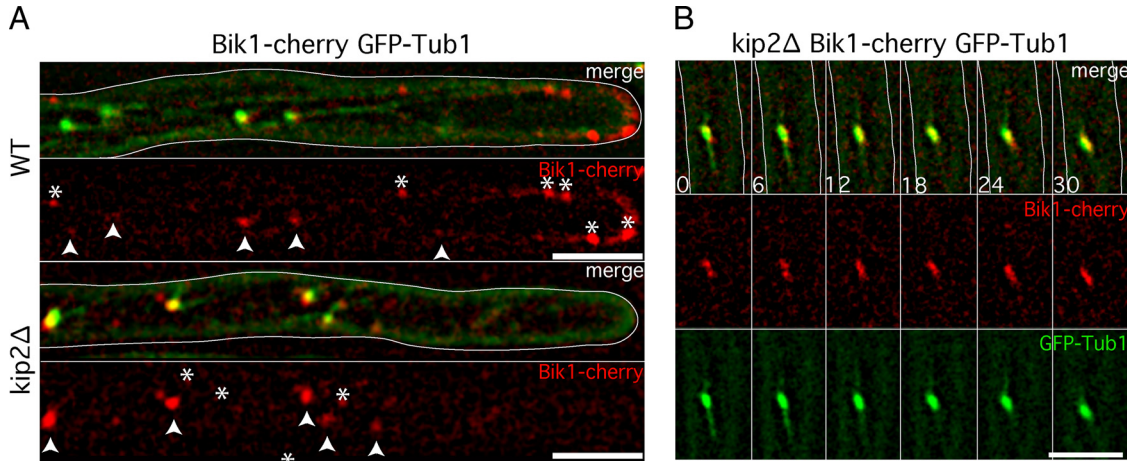 A
Bik1-cherry GFP-Tub1
WT
merge
Bik1-cherry
kip2Δ
merge
Bik1-cherry
B
kip2Δ Bik1-cherry GFP-Tub1
merge
0 6 12 18 24 30
Bik1-cherry
GFP-Tub1